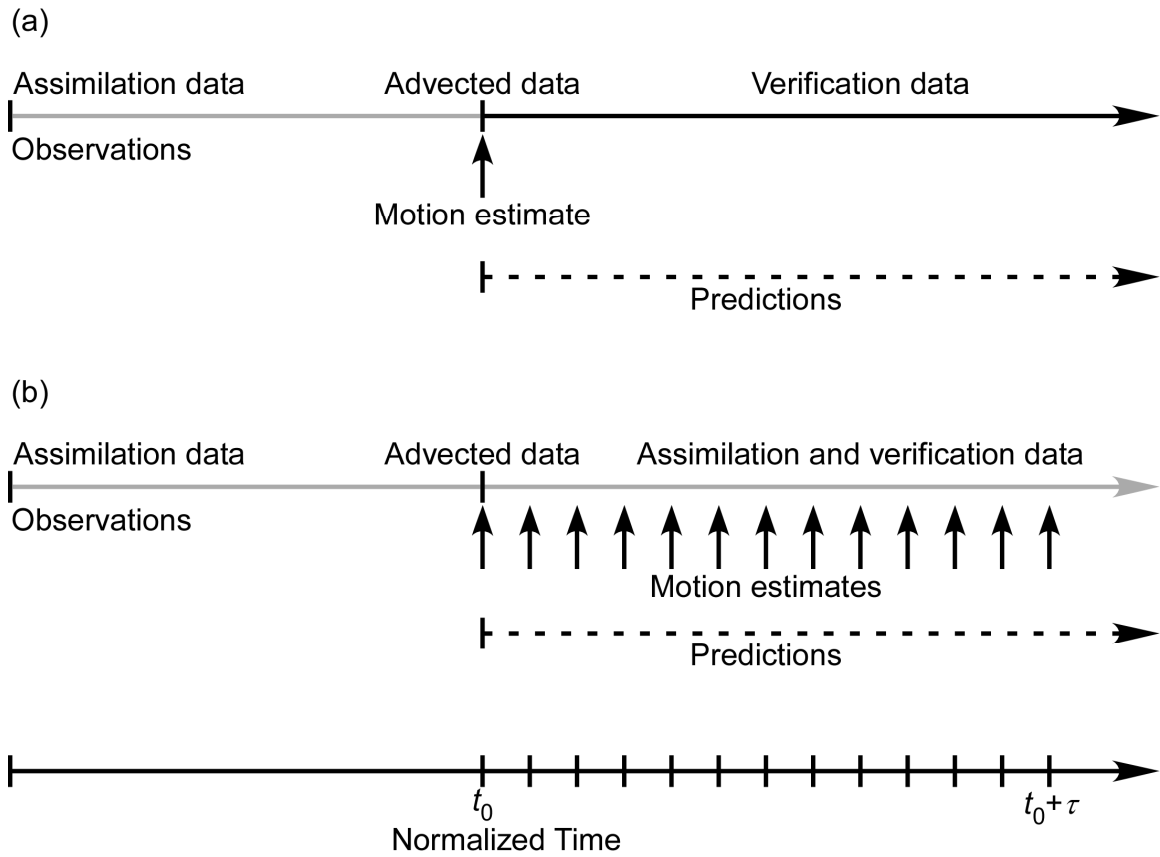 (a)
Assimilation data Advected data Verification data
Observations
Motion estimate
Predictions
(b)
Assimilation data Advected data Assimilation and verification data
Observations
Motion estimates
Predictions
t0 t0+τ
Normalized Time